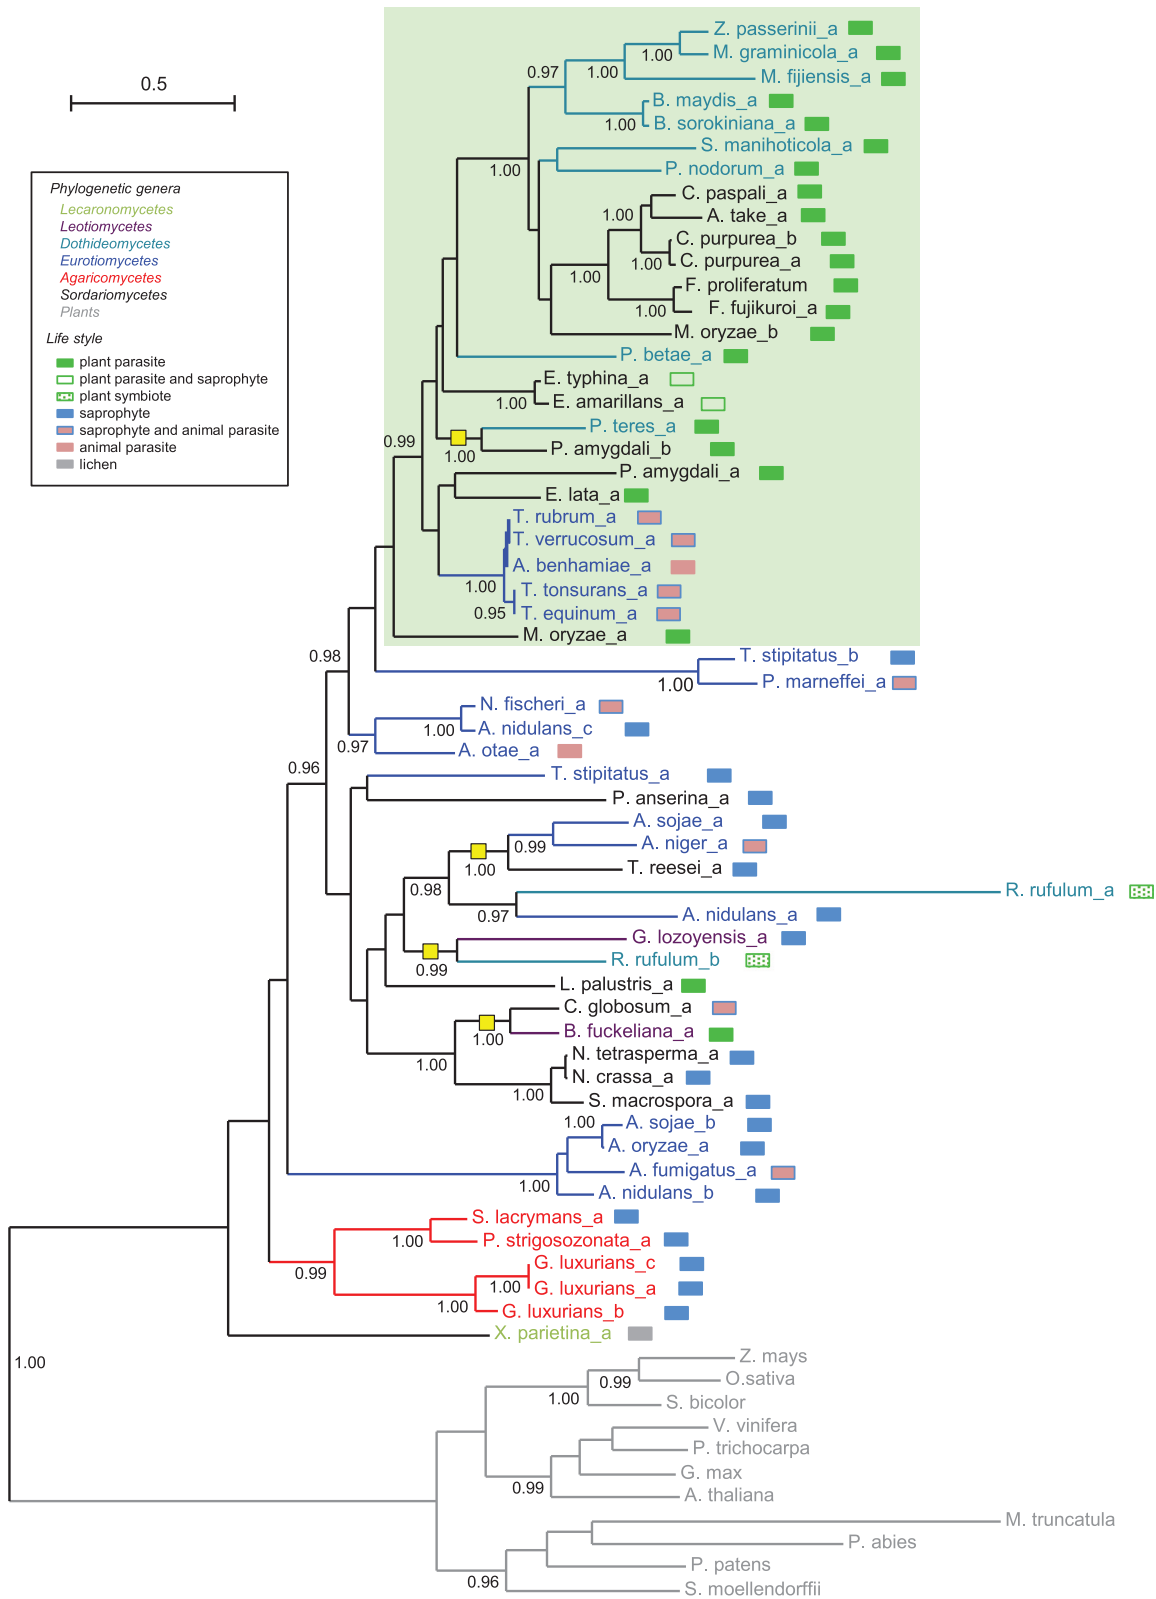 Z. passerinii_a
1.00
M. graminicola_a
0.97
1.00
M. fijiensis_a
0.5
B. maydis_a
1.00
B. sorokiniana_a
S. manihoticola_a
1.00
P. nodorum_a
Phylogenetic genera
Lecaronomycetes
Leotiomycetes
Dothideomycetes
Eurotiomycetes
Agaricomycetes
Sordariomycetes
Plants
Life style
plant parasite
plant parasite and saprophyte
plant symbiote
saprophyte
saprophyte and animal parasite
animal parasite
lichen
C. paspali_a
1.00
A. take_a
C. purpurea_b
1.00
C. purpurea_a
1.00
F. proliferatum
1.00
F. fujikuroi_a
M. oryzae_b
P. betae_a
E. typhina_a
1.00
E. amarillans_a
P. teres_a
0.99
1.00
P. amygdali_b
P. amygdali_a
E. lata_a
T. rubrum_a
T. verrucosum_a
A. benhamiae_a
1.00
T. tonsurans_a
0.95
T. equinum_a
M. oryzae_a
0.98
T. stipitatus_b
1.00
P. marneffei_a
N. fischeri_a
1.00
A. nidulans_c
0.97
A. otae_a
0.96
T. stipitatus_a
P. anserina_a
A. sojae_a
0.99
A. niger_a
1.00
T. reesei_a
0.98
R. rufulum_a
0.97
A. nidulans_a
G. lozoyensis_a
0.99
R. rufulum_b
L. palustris_a
C. globosum_a
1.00
B. fuckeliana_a
1.00
N. tetrasperma_a
N. crassa_a
1.00
S. macrospora_a
1.00
A. sojae_b
A. oryzae_a
A. fumigatus_a
1.00
A. nidulans_b
S. lacrymans_a
1.00
P. strigosozonata_a
0.99
G. luxurians_c
1.00
G. luxurians_a
1.00
G. luxurians_b
X. parietina_a
1.00
Z. mays
0.99
O.sativa
1.00
S. bicolor
V. vinifera
P. trichocarpa
G. max
0.99
A. thaliana
M. truncatula
P. abies
P. patens
0.96
S. moellendorffii